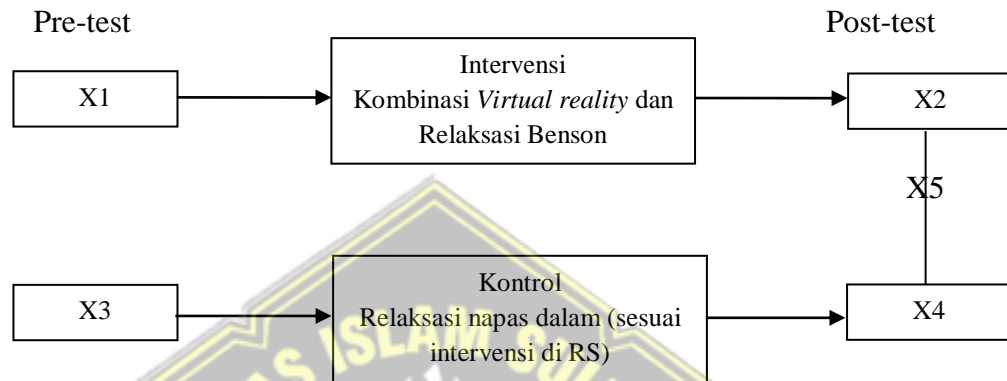 Pre-test
Post-test
X1
Intervensi
Kombinasi Virtual reality dan
Relaksasi Benson
X2
X5
X3
Kontrol
Relaksasi napas dalam (sesuai
intervensi di RS)
X4
ISLAM